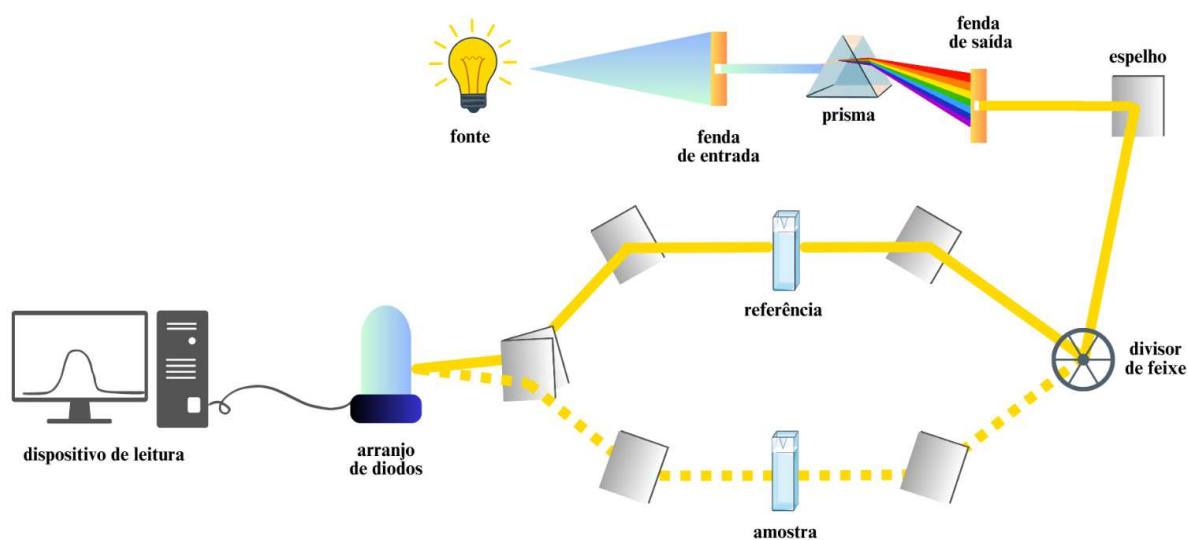 fonte
fenda
de entrada
prisma
fenda
de saída
espelho
referência
divisor
de feixe
dispositivo de leitura
arranjo
de diodos
amostra